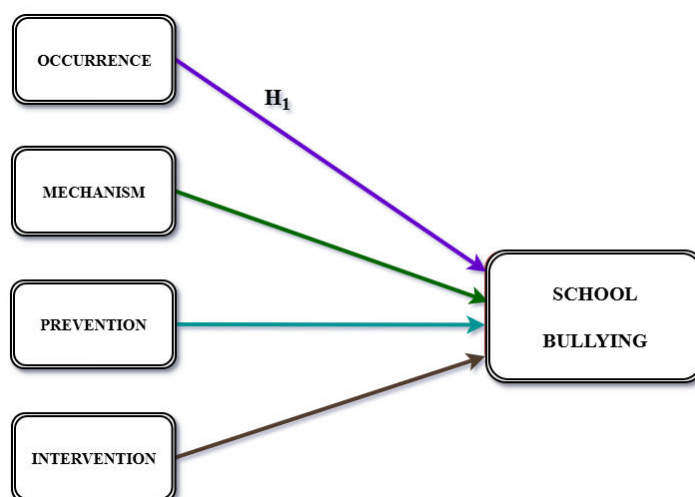 OCCURRENCE
H₁
MECHANISM
PREVENTION
INTERVENTION
SCHOOL
BULLYING